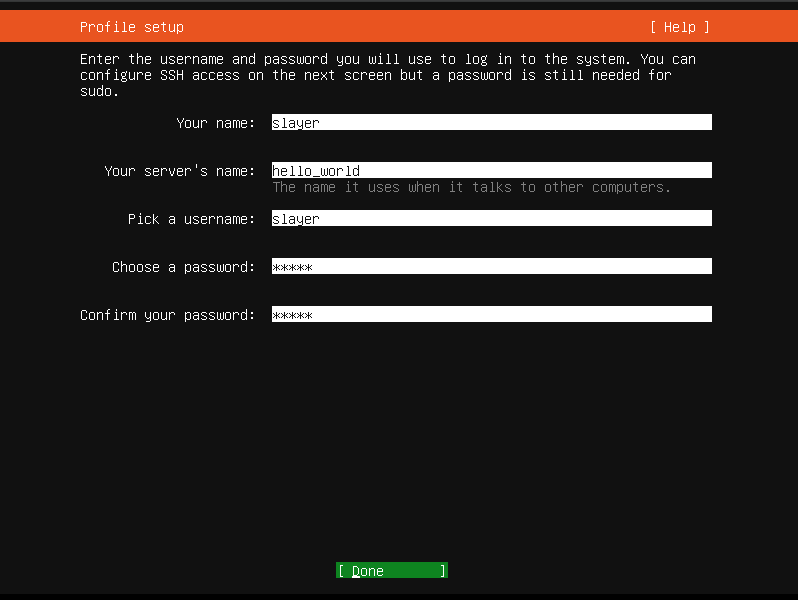 Profile setup [ Help ]
Enter the username and password you will use to log in to the system. You can
configure SSH access on the next screen but a password is still needed for
sudo.
Your name: slayer
Your server's name: hello_world
The name it uses when it talks to other computers.
Pick a username: slayer
Choose a password: *****
Confirm your password: *****
[ Done ]